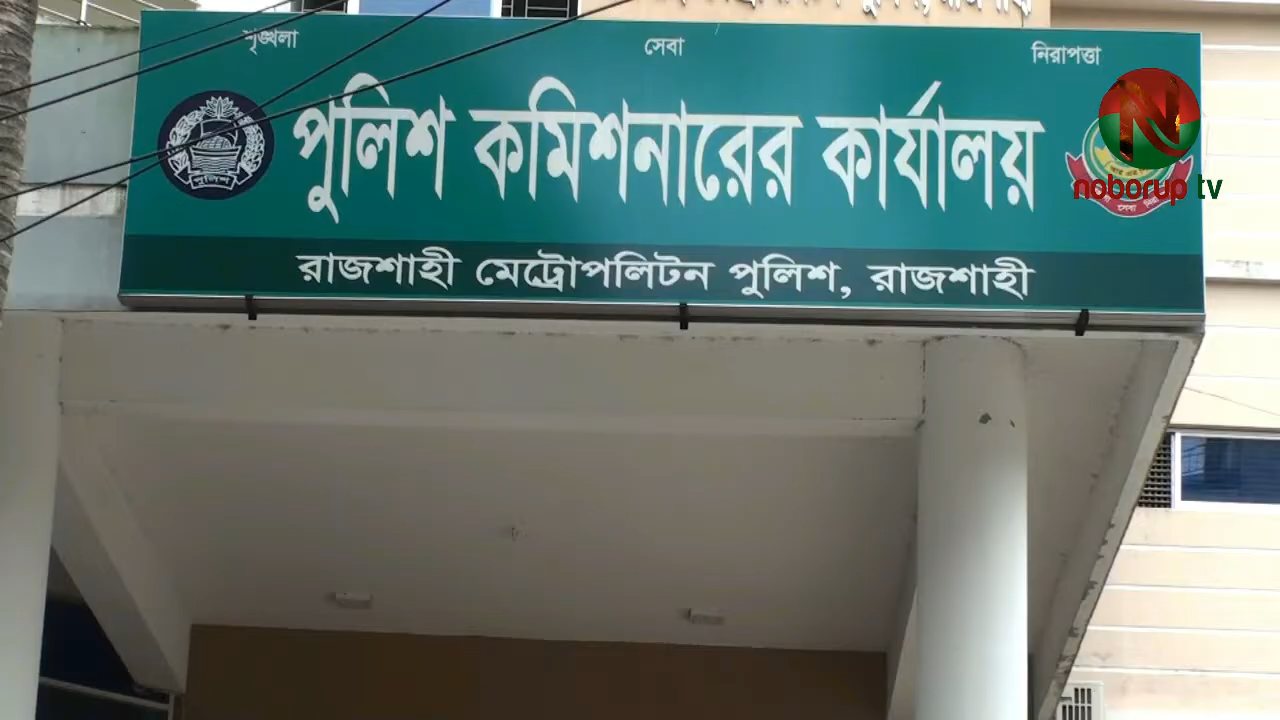 শৃঙ্খলা সেবা নিরাপত্তা
পুলিশ কমিশনারের কার্যালয়
পুলিশ
noborup tv
রাজশাহী মেট্রোপলিটন পুলিশ, রাজশাহী